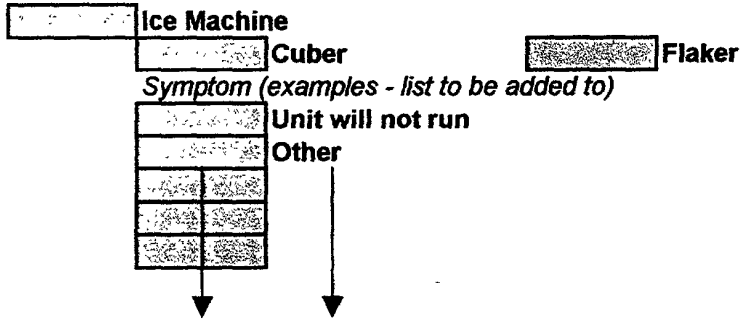 Ice Machine
Cuber Flaker
Symptom (examples - list to be added to)
Unit will not run
Other